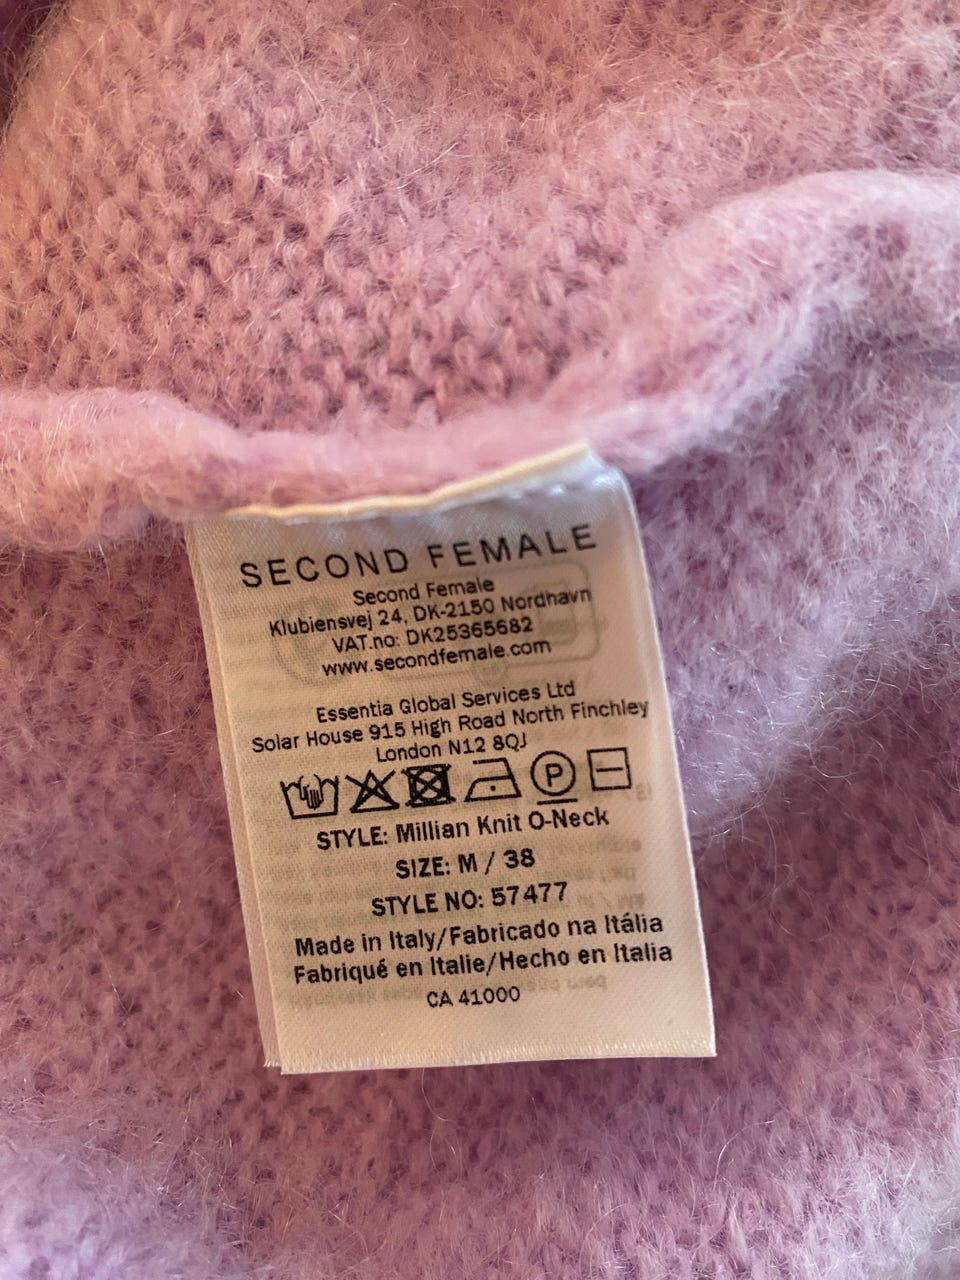 SECOND FEMALE
Second Female
Klubiensvej 24, DK-2150 Nordhavn
VAT.no: DK25365682
www.secondfemale.com
Essentia Global Services Ltd
Solar House 915 High Road North Finchley
London N12 8QJ
P
STYLE: Millian Knit O-Neck
SIZE: M / 38
STYLE NO: 57477
Made in Italy/Fabricado na Itália
Fabriqué en Italie/Hecho en Italia
CA 41000